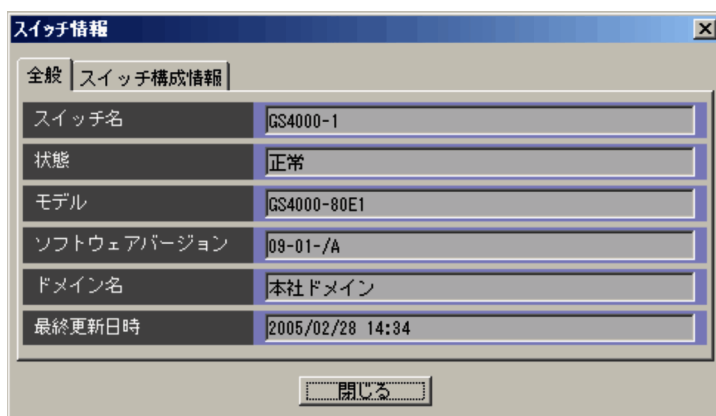 スイッチ情報
全般 スイッチ構成情報
スイッチ名 GS4000-1
状態 正常
モデル GS4000-80E1
ソフトウェアバージョン 09-01-/A
ドメイン名 本社ドメイン
最終更新日時 2005/02/28 14:34
閉じる